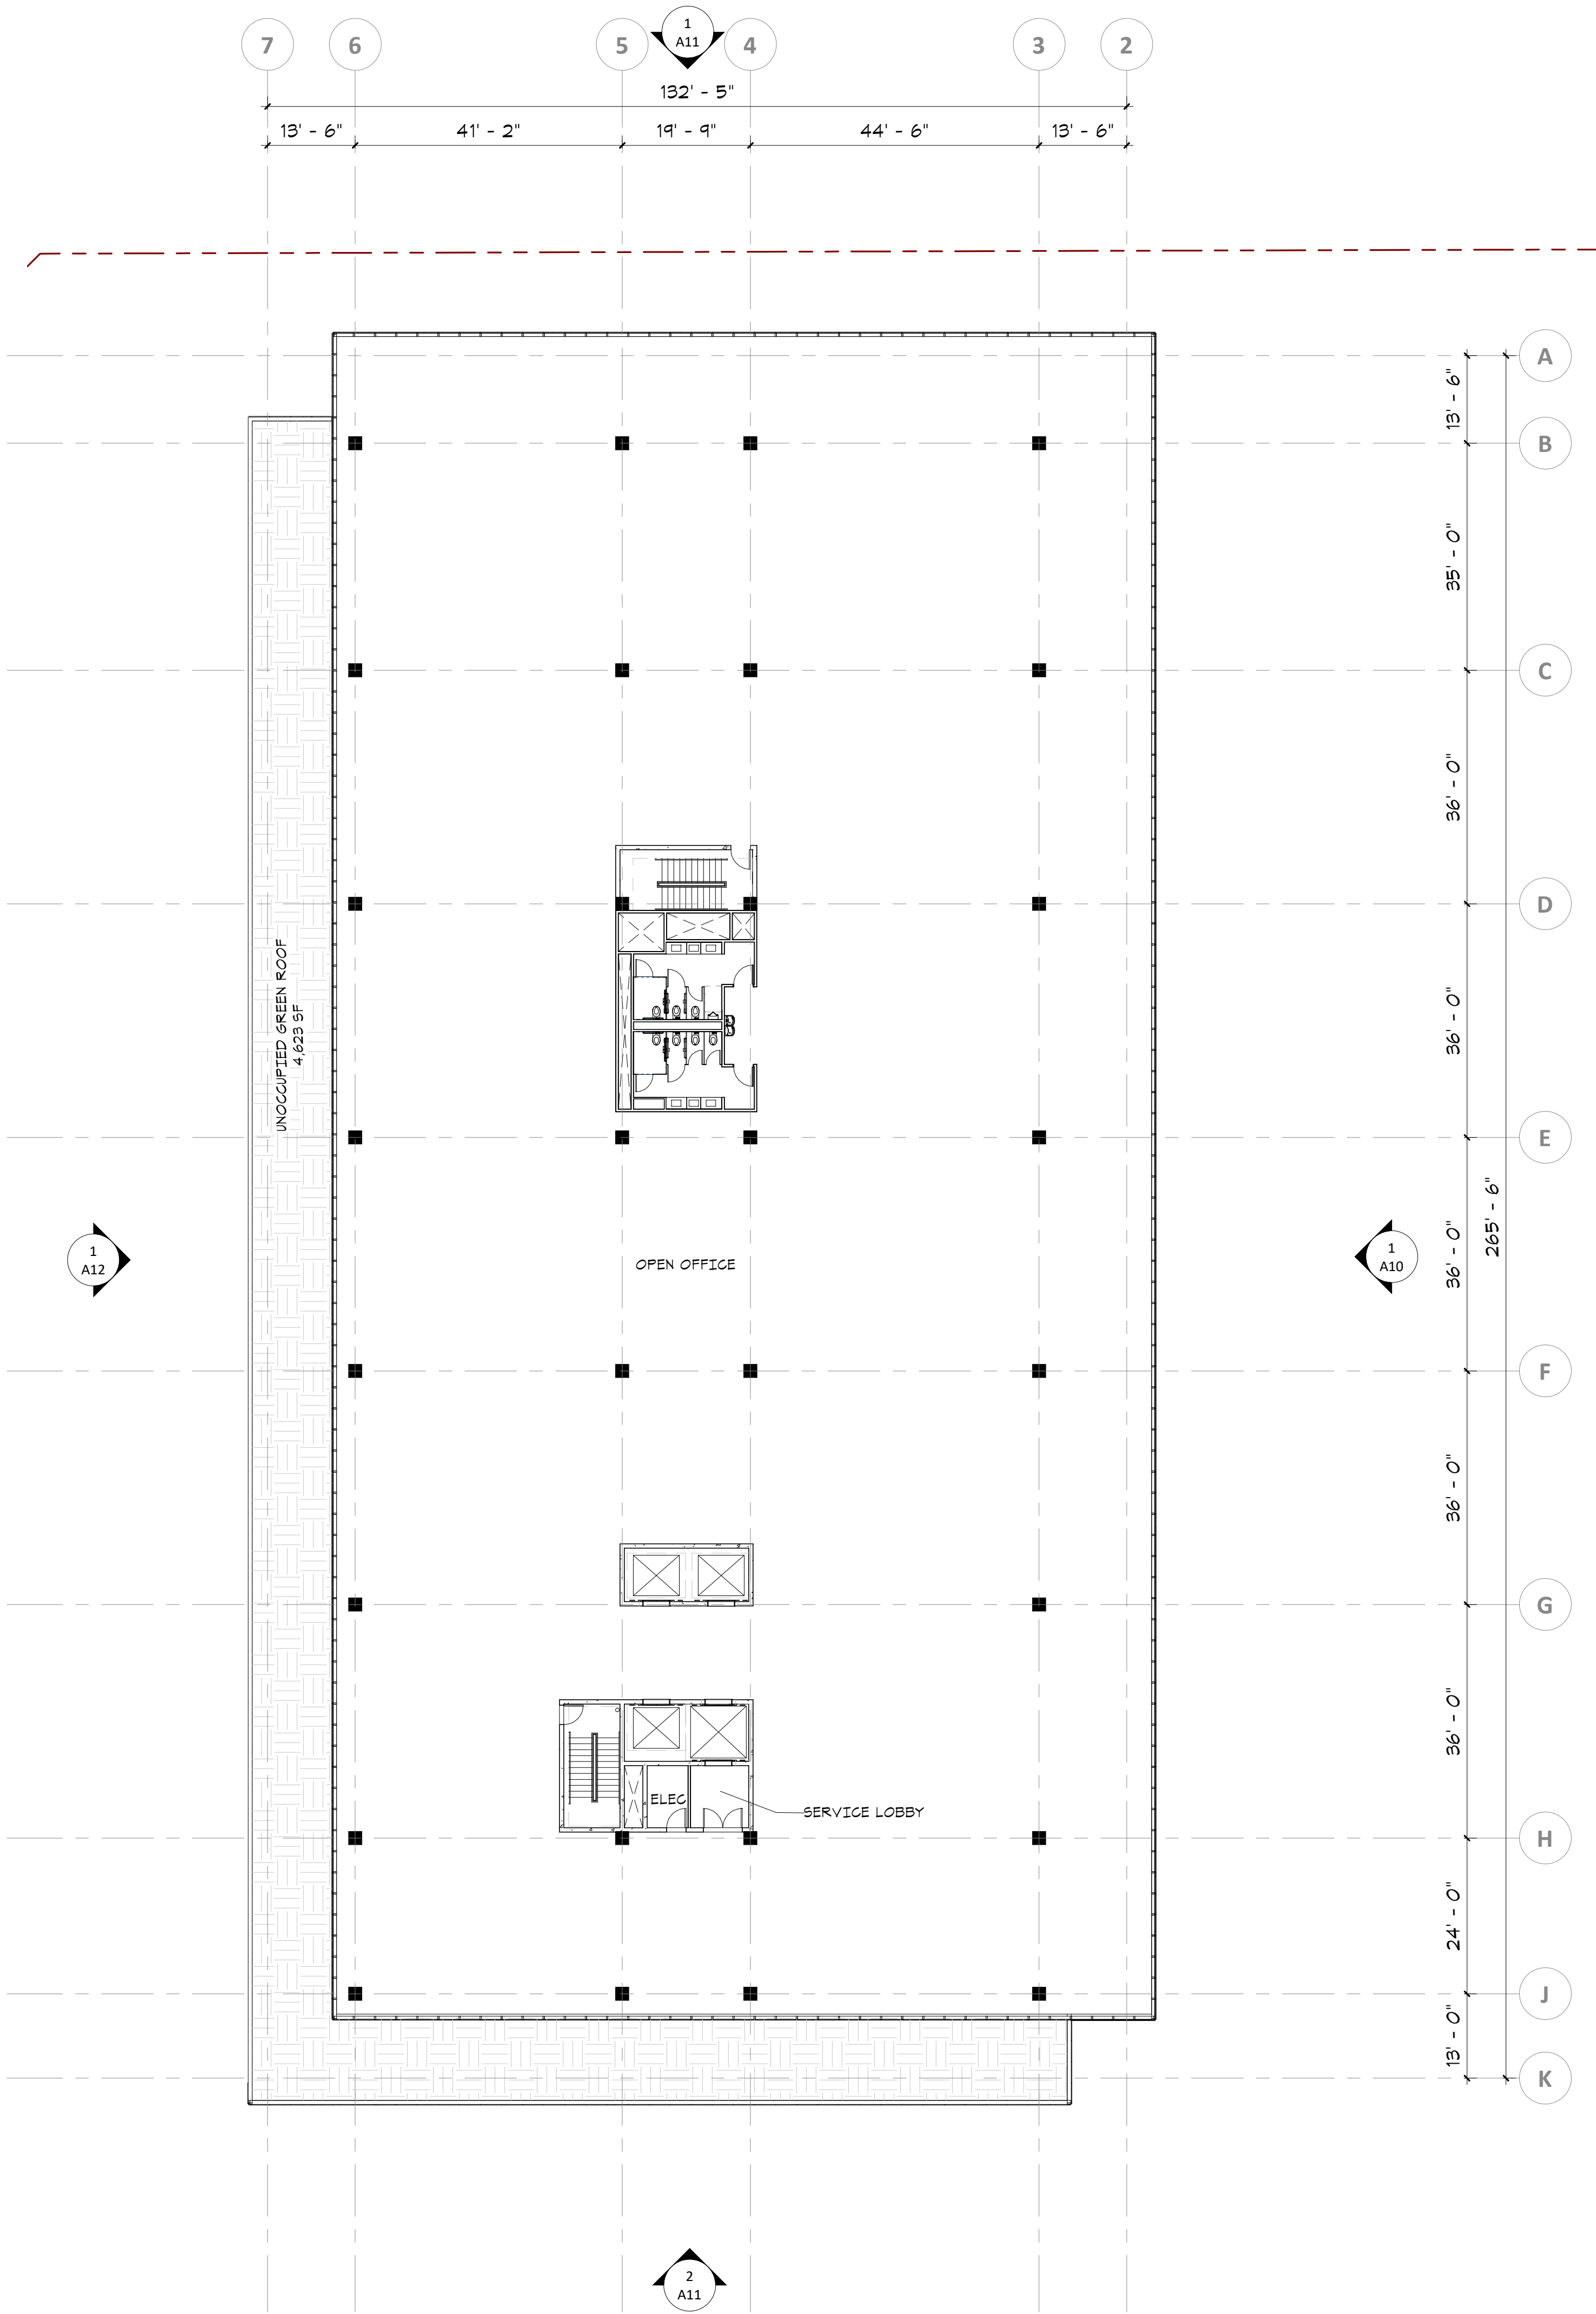 7 6 5 4 3 2
1
A11
132' - 5"
13' - 6" 41' - 2" 19' - 9" 44' - 6" 13' - 6"
A
13' - 6"
B
35' - 0"
C
36' - 0"
D
UNOCCUPIED GREEN ROOF
4,623 SF
36' - 0"
E
265' - 6"
1
A12
OPEN OFFICE
36' - 0"
1
A10
F
36' - 0"
G
36' - 0"
ELEC
SERVICE LOBBY
H
24' - 0"
J
13' - 0"
K
2
A11